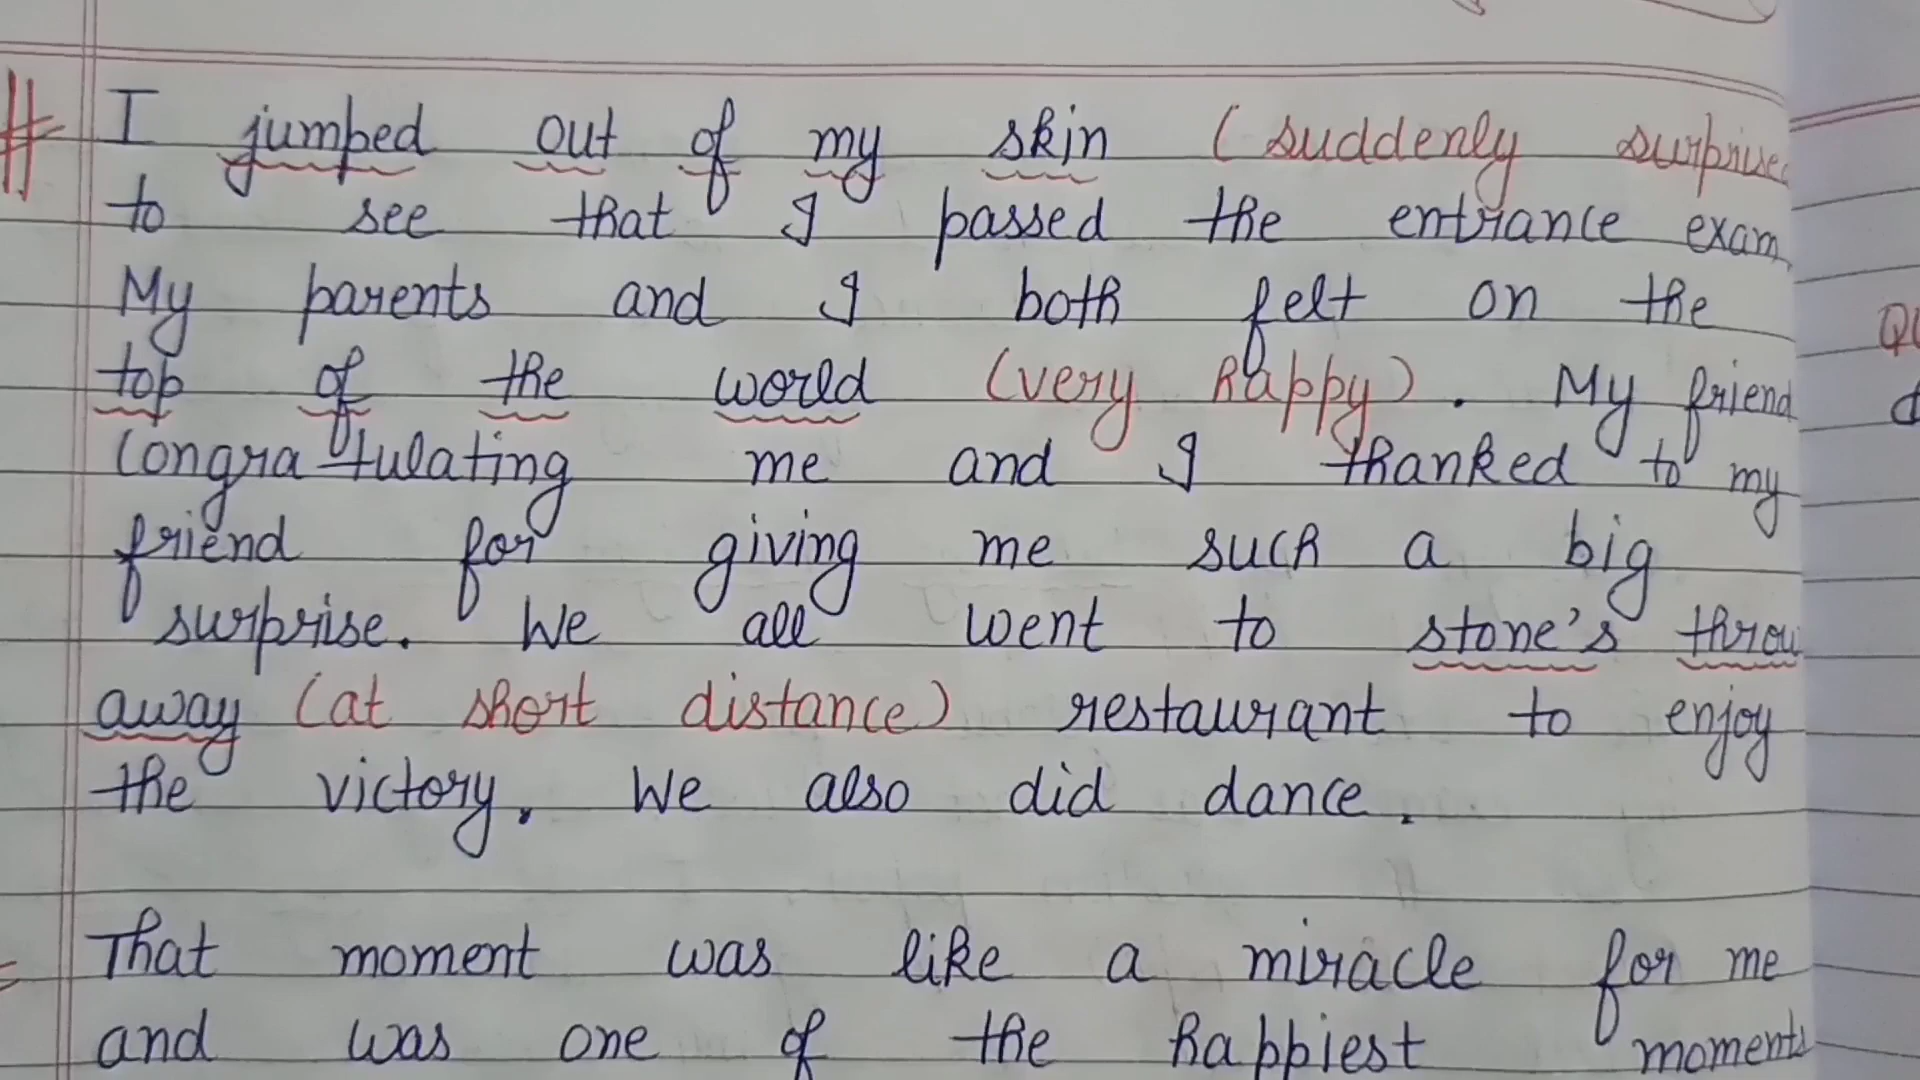 # I jumped out of my skin (suddenly surprise
to see that I passed the entrance exam
My parents and I both felt on the
top of the world (very happy). My friend
Congratulating me and I thanked to my
friend for giving me such a big
surprise. We all went to stone's throw
away (at short distance) restaurant to enjoy
the victory. We also did dance.
That moment was like a miracle for me
and was one of the happiest moments